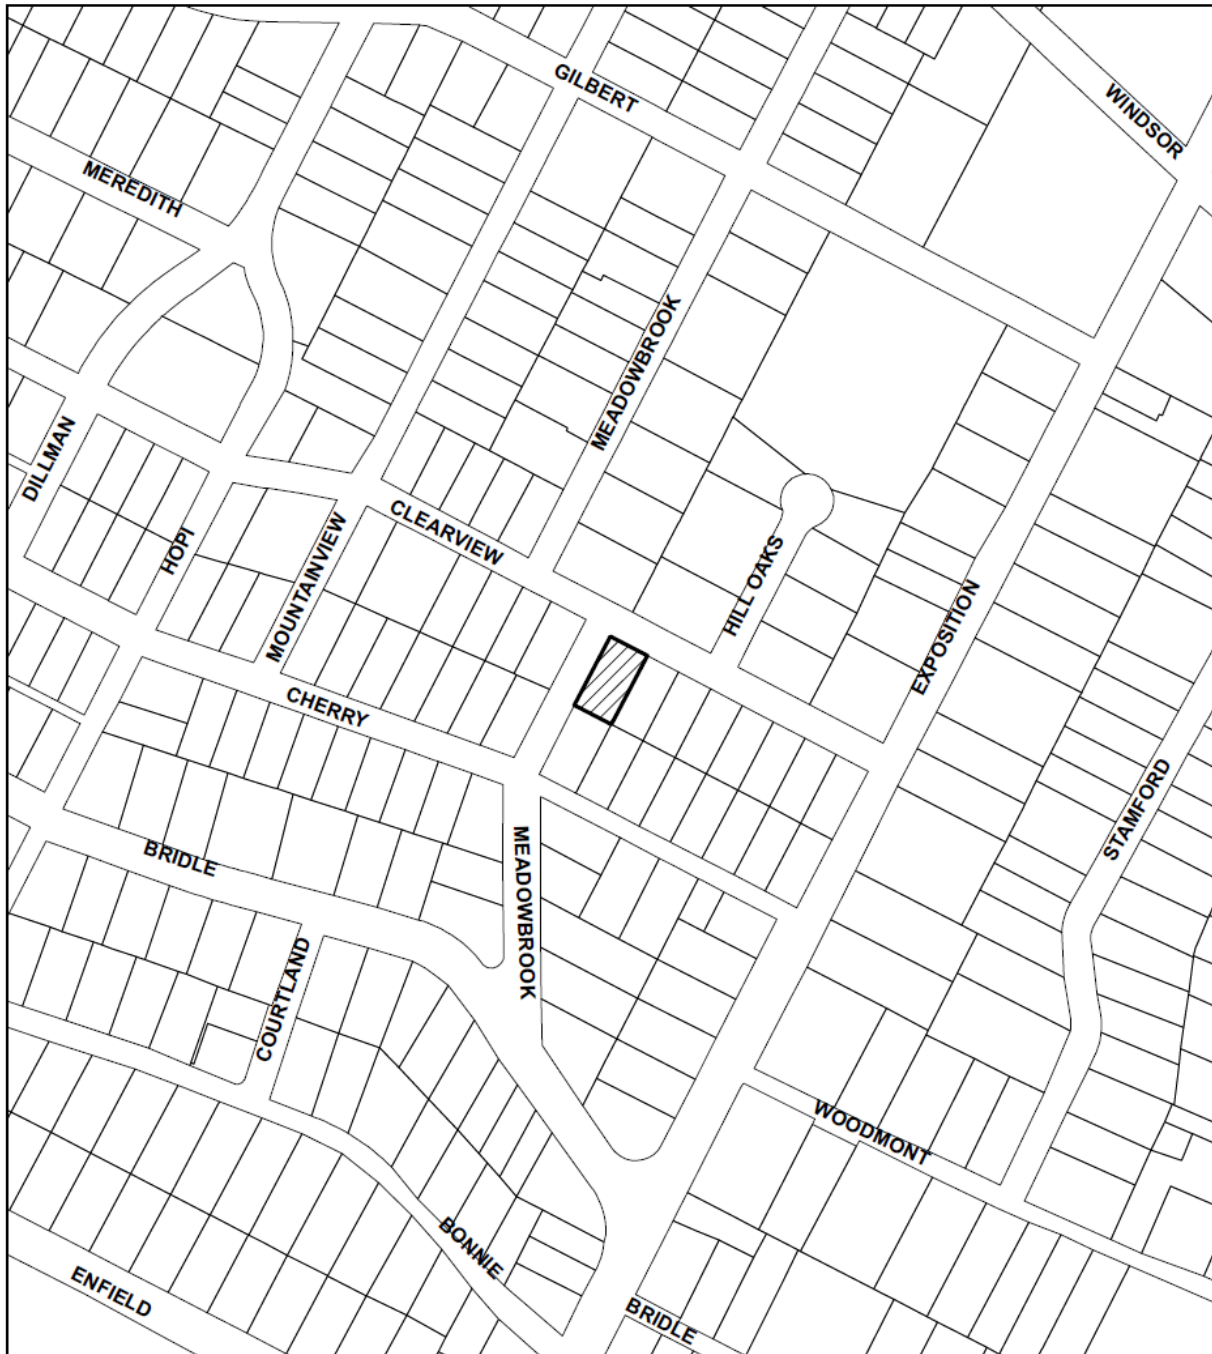 GILBERT
WINDSOR
MEREDITH
MEADOWBROOK
DILLMAN
CLEARVIEW
HOPI
MOUNTAINVIEW
HILL OAKS
EXPOSITION
CHERRY
STAMFORD
BRIDLE
MEADOWBROOK
COURTLAND
WOODMONT
BONNIE
ENFIELD
BRIDLE